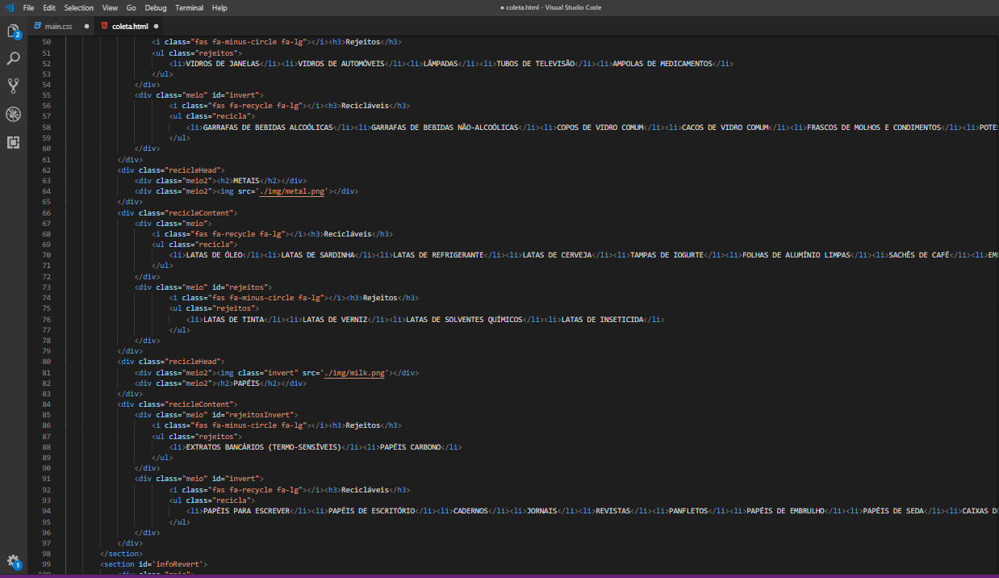 File Edit Selection View Go Debug Terminal Help ● coleta.html - Visual Studio Code
main.css ● coleta.html ●
2
50 <i class="fas fa-minus-circle fa-lg"></i><h3>Rejeitos</h3>
51 <ul class="rejeitos">
52 <li>VIDROS DE JANELAS</li><li>VIDROS DE AUTOMÓVEIS</li><li>LÂMPADAS</li><li>TUBOS DE TELEVISÃO</li><li>AMPOLAS DE MEDICAMENTOS</li>
53 </ul>
54 </div>
55 <div class="meio" id="invert">
56 <i class="fas fa-recycle fa-lg"></i><h3>Recicláveis</h3>
57 <ul class="recicla">
58 <li>GARRAFAS DE BEBIDAS ALCOÓLICAS</li><li>GARRAFAS DE BEBIDAS NÃO-ALCOÓLICAS</li><li>COPOS DE VIDRO COMUM</li><li>CACOS DE VIDRO COMUM</li><li>FRASCOS DE MOLHOS E CONDIMENTOS</li><li>POTES
59 </ul>
60 </div>
61 </div>
62 <div class="recicleHead">
63 <div class="meio2"><h2>METAIS</h2></div>
64 <div class="meio2"><img src='./img/metal.png'></div>
65 </div>
66 <div class="recicleContent">
67 <div class="meio">
68 <i class="fas fa-recycle fa-lg"></i><h3>Recicláveis</h3>
69 <ul class="recicla">
70 <li>LATAS DE ÓLEO</li><li>LATAS DE SARDINHA</li><li>LATAS DE REFRIGERANTE</li><li>LATAS DE CERVEJA</li><li>TAMPAS DE IOGURTE</li><li>FOLHAS DE ALUMÍNIO LIMPAS</li><li>SACHÊS DE CAFÉ</li><li>EM
71 </ul>
72 </div>
73 <div class="meio" id="rejeitos">
74 <i class="fas fa-minus-circle fa-lg"></i><h3>Rejeitos</h3>
75 <ul class="rejeitos">
76 <li>LATAS DE TINTA</li><li>LATAS DE VERNIZ</li><li>LATAS DE SOLVENTES QUÍMICOS</li><li>LATAS DE INSETICIDA</li>
77 </ul>
78 </div>
79 </div>
80 <div class="recicleHead">
81 <div class="meio2"><img class="invert" src='./img/milk.png'></div>
82 <div class="meio2"><h2>PAPÉIS</h2></div>
83 </div>
84 <div class="recicleContent">
85 <div class="meio" id="rejeitosInvert">
86 <i class="fas fa-minus-circle fa-lg"></i><h3>Rejeitos</h3>
87 <ul class="rejeitos">
88 <li>EXTRATOS BANCÁRIOS (TERMO-SENSÍVEIS)</li><li>PAPÉIS CARBONO</li>
89 </ul>
90 </div>
91 <div class="meio" id="invert">
92 <i class="fas fa-recycle fa-lg"></i><h3>Recicláveis</h3>
93 <ul class="recicla">
94 <li>PAPÉIS PARA ESCREVER</li><li>PAPÉIS DE ESCRITÓRIO</li><li>CADERNOS</li><li>JORNAIS</li><li>REVISTAS</li><li>PANFLETOS</li><li>PAPÉIS DE EMBRULHO</li><li>PAPÉIS DE SEDA</li><li>CAIXAS D
95 </ul>
96 </div>
97 </div>
98 </section>
99 <section id='infoRevert'>
100 <div class="meio">
1